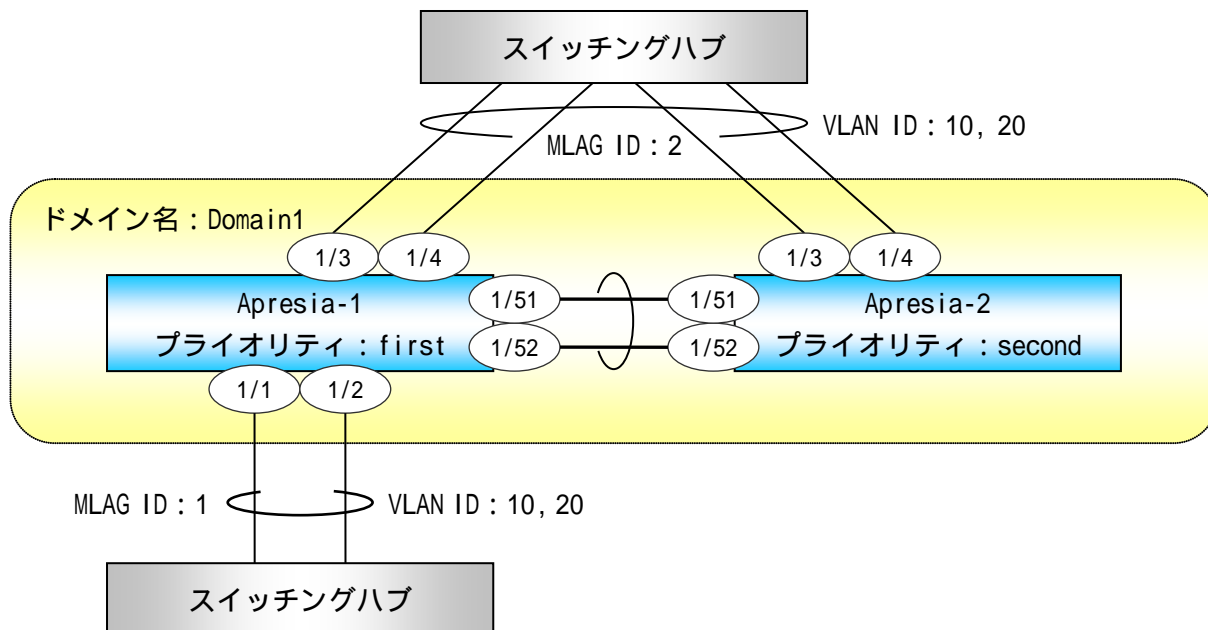 スイッチングハブ
VLAN ID：10, 20
MLAG ID：2
ドメイン名：Domain1
1/3
1/4
1/3
1/4
Apresia-1
プライオリティ：first
1/51
1/52
1/51
1/52
Apresia-2
プライオリティ：second
1/1
1/2
MLAG ID：1
VLAN ID：10, 20
スイッチングハブ